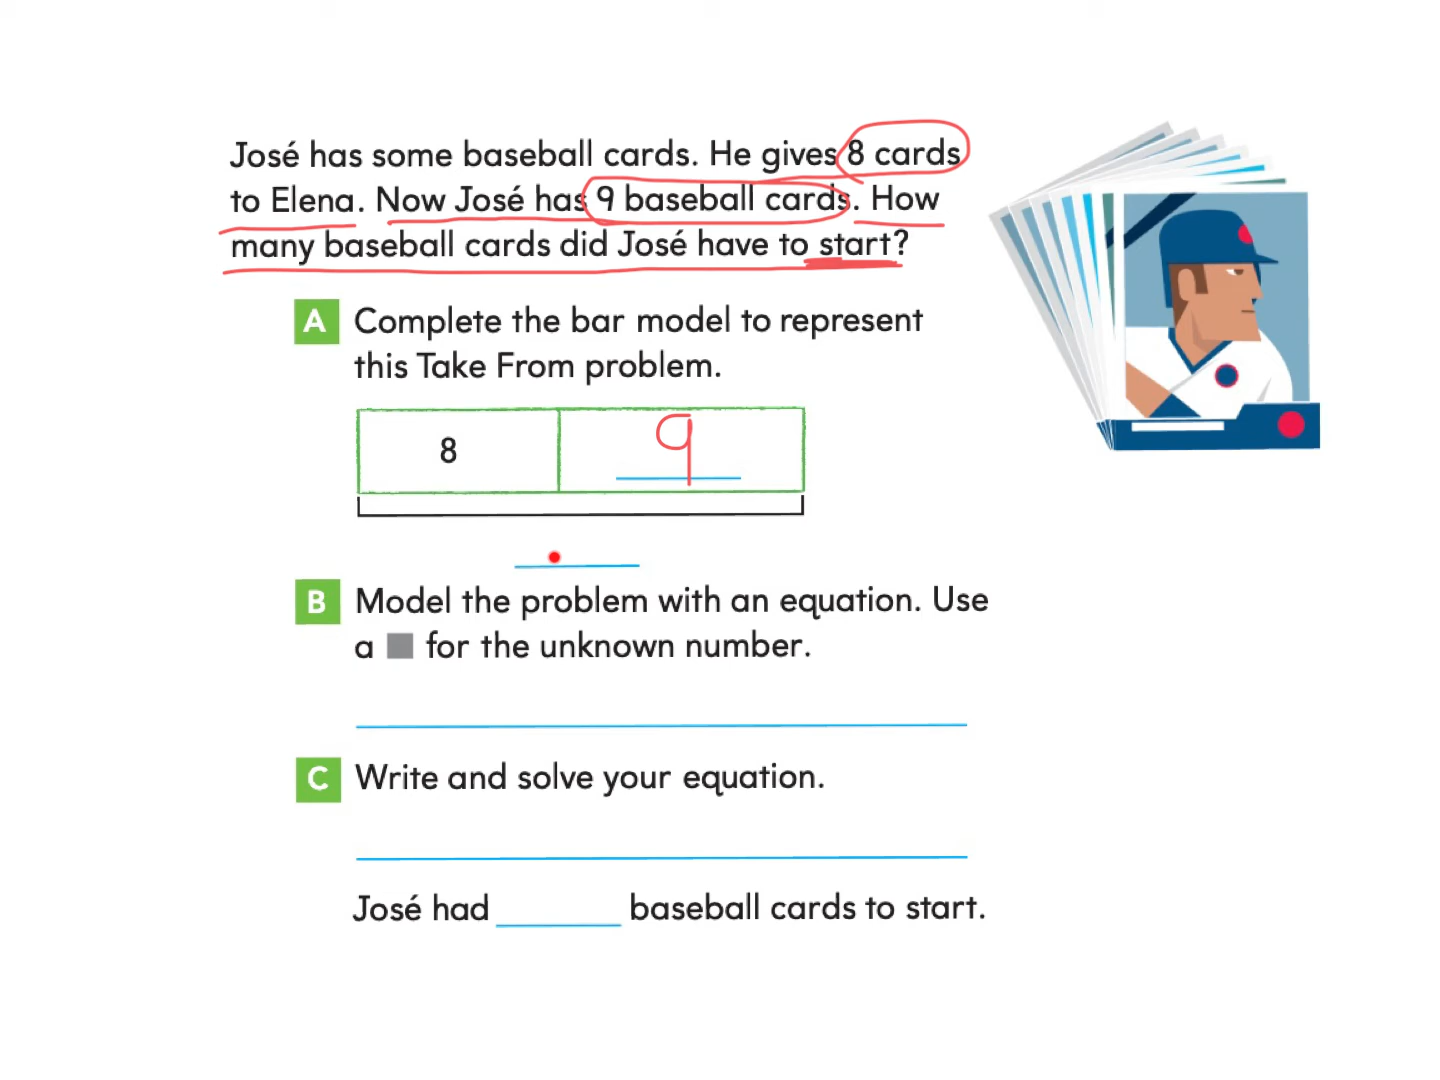 José has some baseball cards. He gives 8 cards
to Elena. Now José has 9 baseball cards. How
many baseball cards did José have to start?
A Complete the bar model to represent
this Take From problem.
8 9
B Model the problem with an equation. Use
a ■ for the unknown number.
C Write and solve your equation.
José had ______ baseball cards to start.